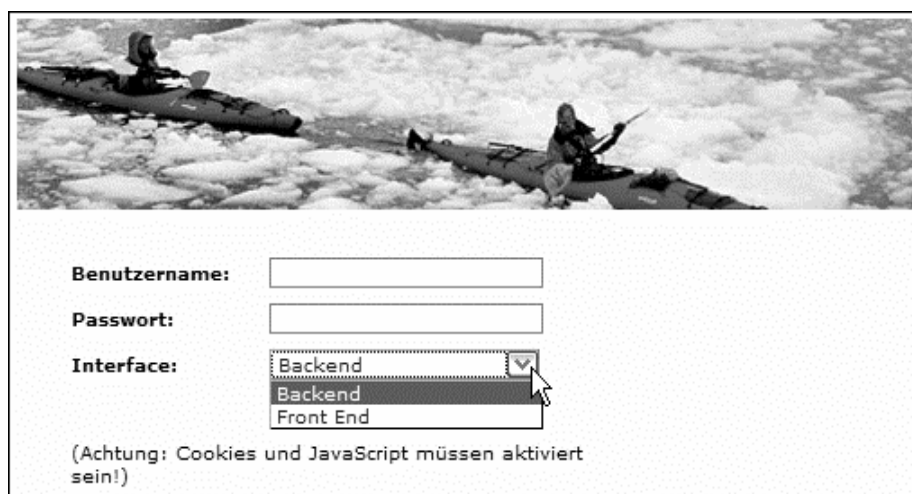 Benutzername:
Passwort:
Interface:
Backend
Backend
Front End
(Achtung: Cookies und JavaScript müssen aktiviert
sein!)